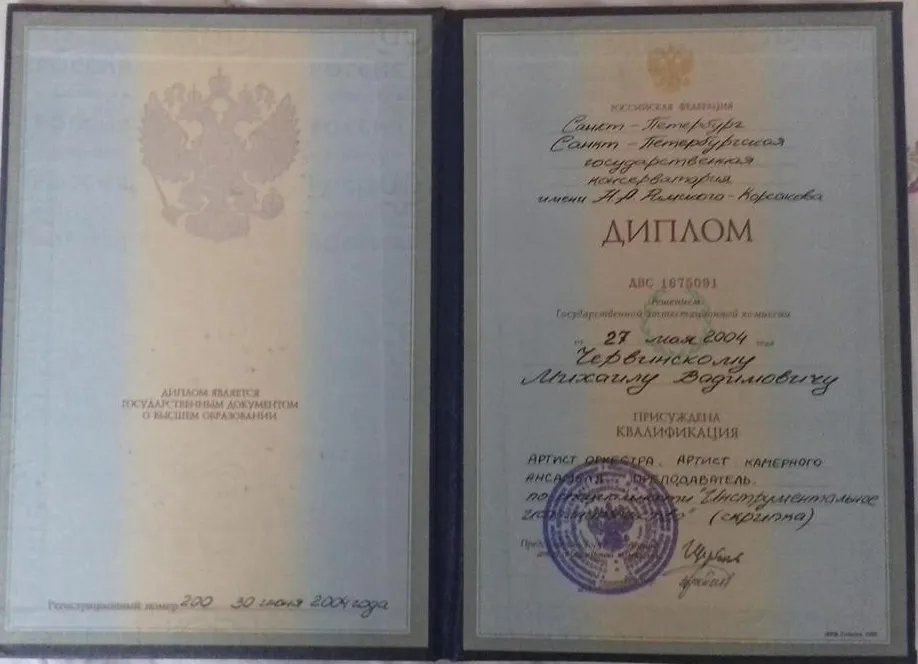 ДИПЛОМ ЯВЛЯЕТСЯ
ГОСУДАРСТВЕННЫМ ДОКУМЕНТОМ
О ВЫСШЕМ ОБРАЗОВАНИИ
Регистрационный номер 200 30 июня 2004 года
РОССИЙСКАЯ ФЕДЕРАЦИЯ
Санкт-Петербург
Санкт-Петербургская
государственная
консерватория
имени Н А Римского-Корсакова
ДИПЛОМ
ДВС 1675091
Решением
Государственной аттестационной комиссии
от 27 мая 2004 года
Червинскому
Михаилу Вадимовичу
ПРИСУЖДЕНА
КВАЛИФИКАЦИЯ
АРТИСТ ОРКЕСТРА. АРТИСТ КАМЕРНОГО
АНСАМБЛЯ ПРЕПОДАВАТЕЛЬ.
по специальности "Инструментальное
исполнительство" (скрипка)